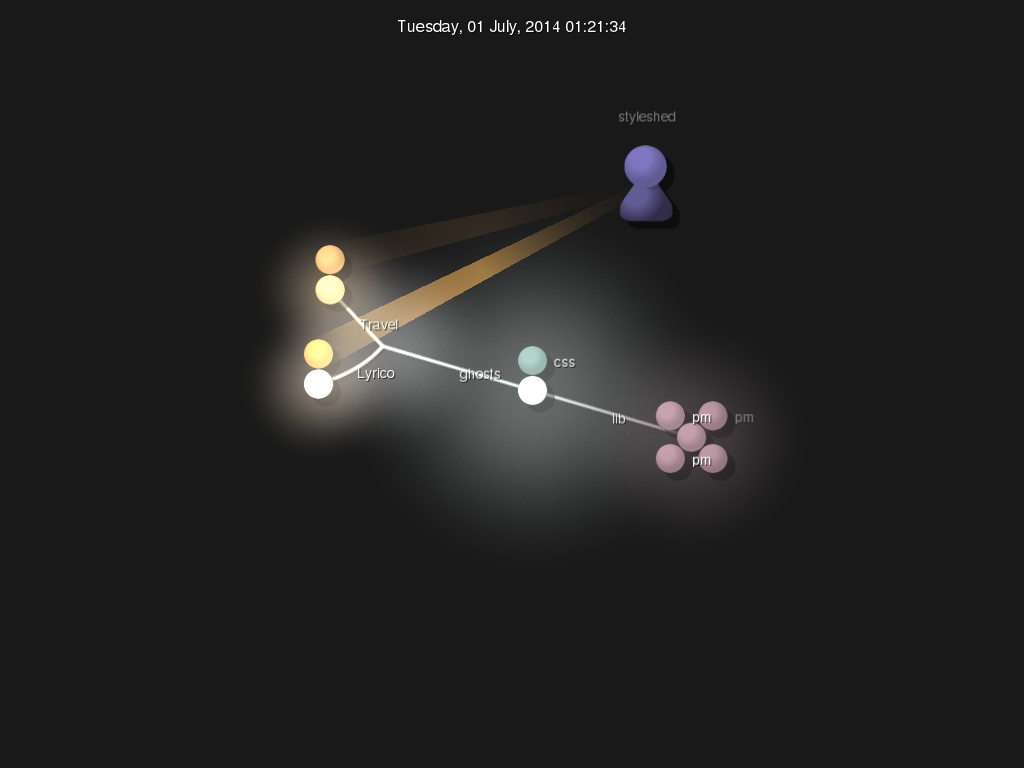 Tuesday, 01 July, 2014 01:21:34
styleshed
Travel
Lyrico
ghosts
css
lib
pm
pm
pm